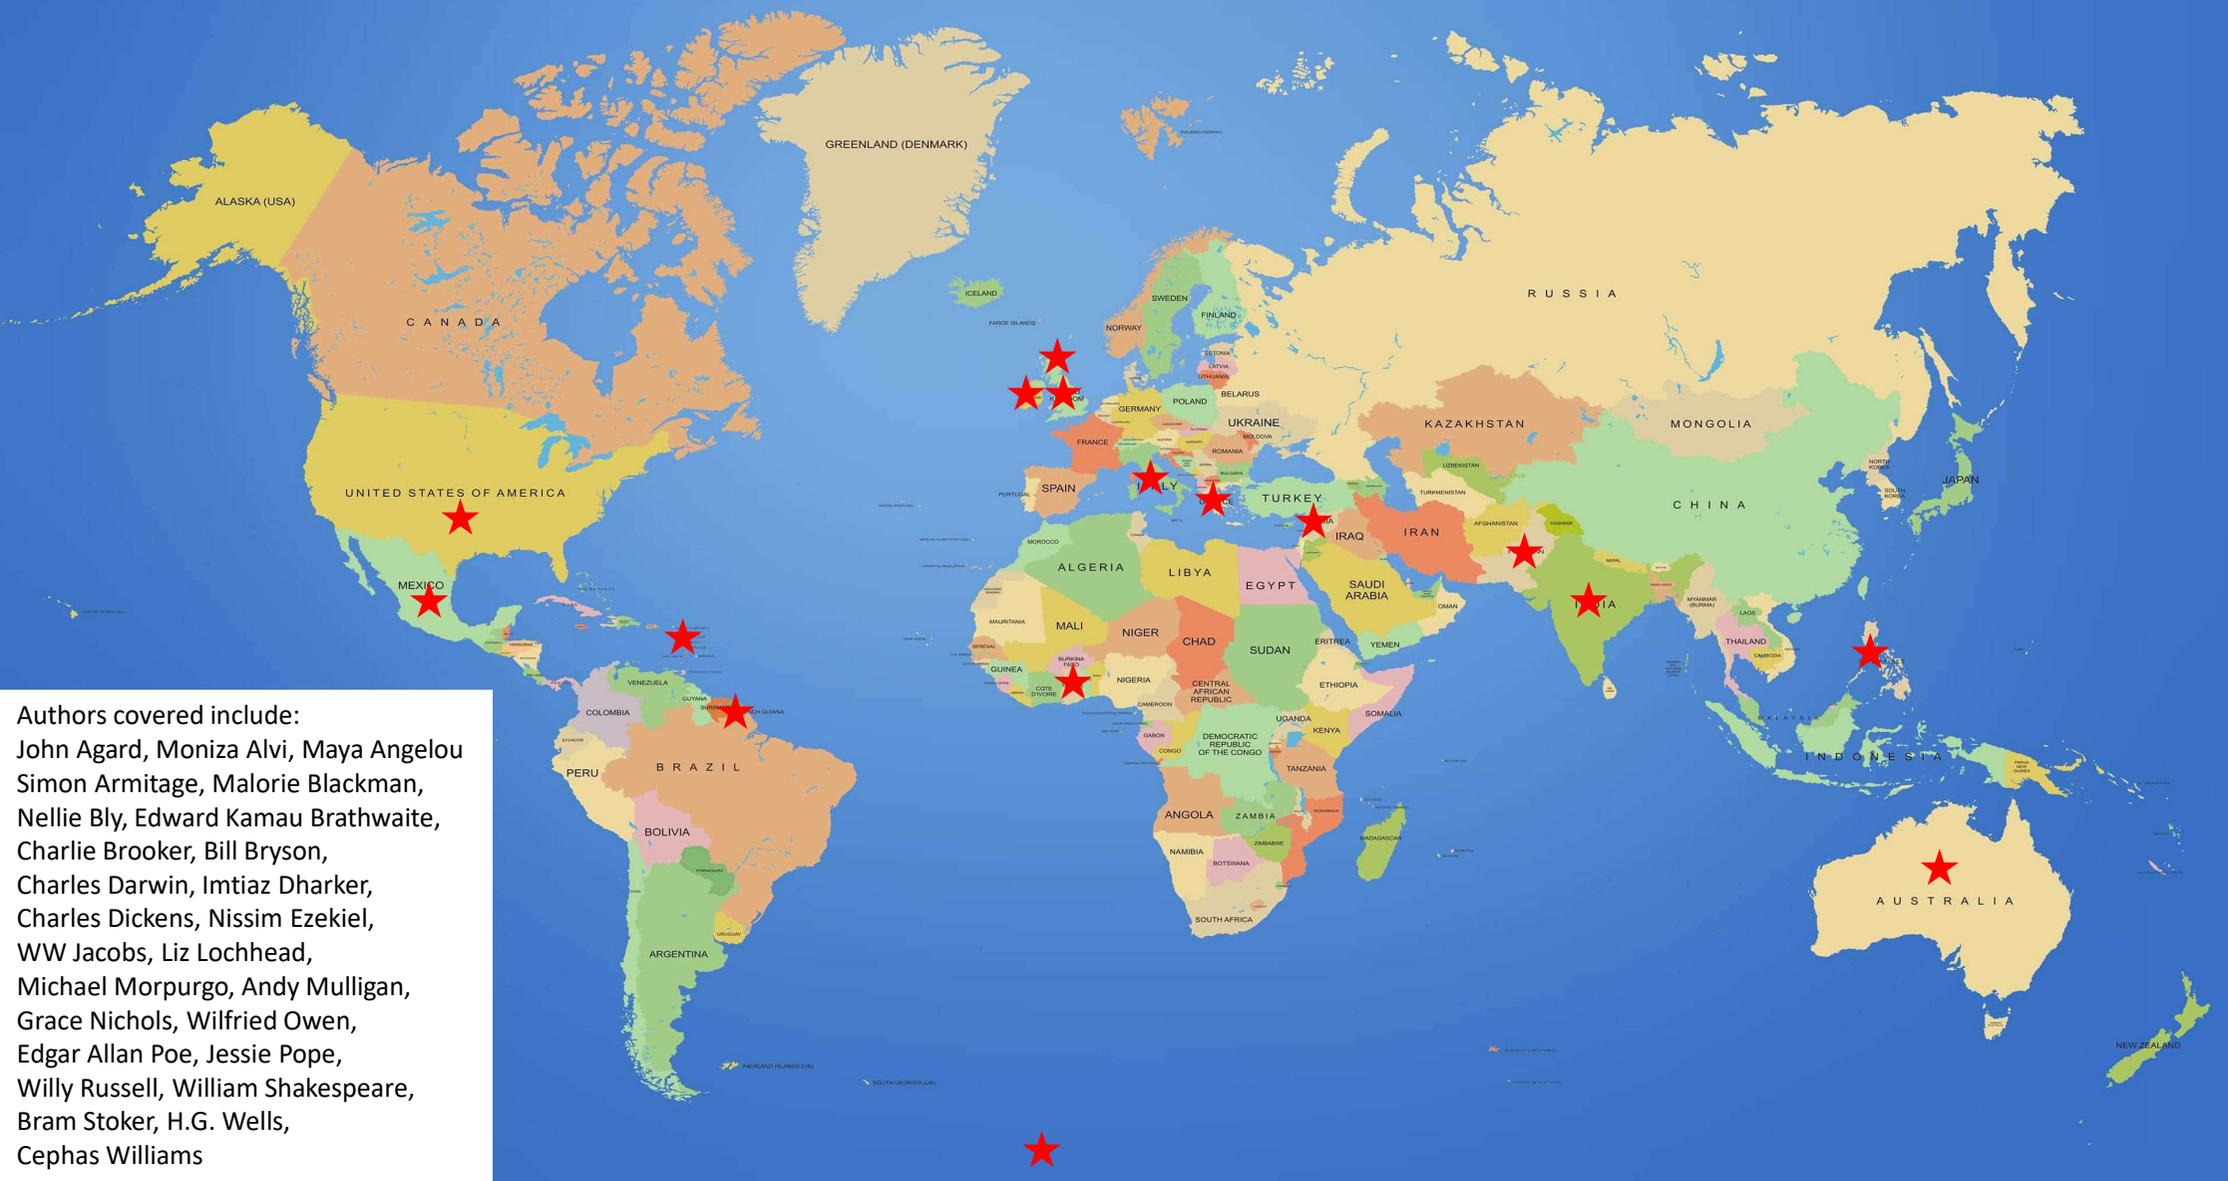 GREENLAND (DENMARK)
ALASKA (USA)
ICELAND
CANADA
FAROE ISLANDS
SWEDEN
FINLAND
NORWAY
RUSSIA
ESTONIA
LATVIA
LITHUANIA
BELARUS
POLAND
GERMANY
UKRAINE
MOLDOVA
FRANCE
ROMANIA
BULGARIA
KAZAKHSTAN
MONGOLIA
UZBEKISTAN
TURKMENISTAN
NORTH
KOREA
SOUTH
KOREA
JAPAN
UNITED STATES OF AMERICA
PORTUGAL
SPAIN
TURKEY
CHINA
AFGHANISTAN
KASHMIR
IRAN
IRAQ
MOROCCO
ALGERIA
LIBYA
EGYPT
SAUDI
ARABIA
OMAN
YEMEN
NEPAL
MYANMAR
(BURMA)
LAOS
THAILAND
CAMBODIA
MEXICO
HONDURAS
MAURITANIA
MALI
NIGER
CHAD
SUDAN
ERITREA
SENEGAL
GUINEA
BURKINA
FASO
COTE
D'IVOIRE
NIGERIA
CENTRAL
AFRICAN
REPUBLIC
ETHIOPIA
SOMALIA
CAMEROON
UGANDA
KENYA
GABON
CONGO
DEMOCRATIC
REPUBLIC
OF THE CONGO
TANZANIA
VENEZUELA
GUYANA
COLOMBIA
ECUADOR
PERU
BRAZIL
BOLIVIA
PARAGUAY
URUGUAY
ARGENTINA
ANGOLA
ZAMBIA
MOZAMBIQUE
ZIMBABWE
NAMIBIA
BOTSWANA
MADAGASCAR
SOUTH AFRICA
MALAYSIA
INDONESIA
PAPUA
NEW
GUINEA
AUSTRALIA
NEW ZEALAND
FALKLAND ISLANDS (UK)
SOUTH GEORGIA (UK)
Authors covered include:
John Agard, Moniza Alvi, Maya Angelou
Simon Armitage, Malorie Blackman,
Nellie Bly, Edward Kamau Brathwaite,
Charlie Brooker, Bill Bryson,
Charles Darwin, Imtiaz Dharker,
Charles Dickens, Nissim Ezekiel,
WW Jacobs, Liz Lochhead,
Michael Morpurgo, Andy Mulligan,
Grace Nichols, Wilfried Owen,
Edgar Allan Poe, Jessie Pope,
Willy Russell, William Shakespeare,
Bram Stoker, H.G. Wells,
Cephas Williams